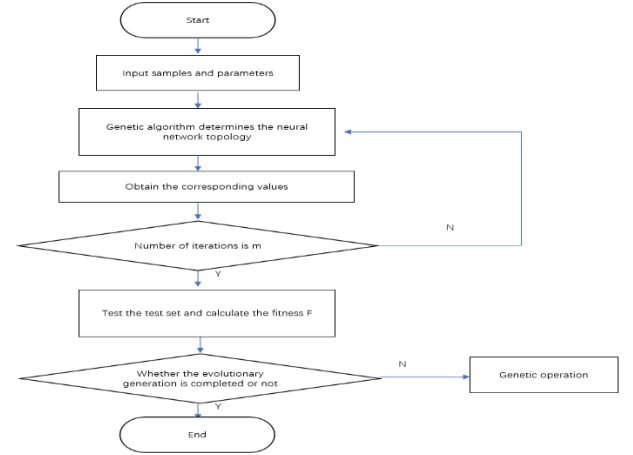 Start
Input samples and parameters
Genetic algorithm determines the neural
network topology
Obtain the corresponding values
N
Number of iterations is m
Y
Test the test set and calculate the fitness F
N
Whether the evolutionary
generation is completed or not
Genetic operation
Y
End